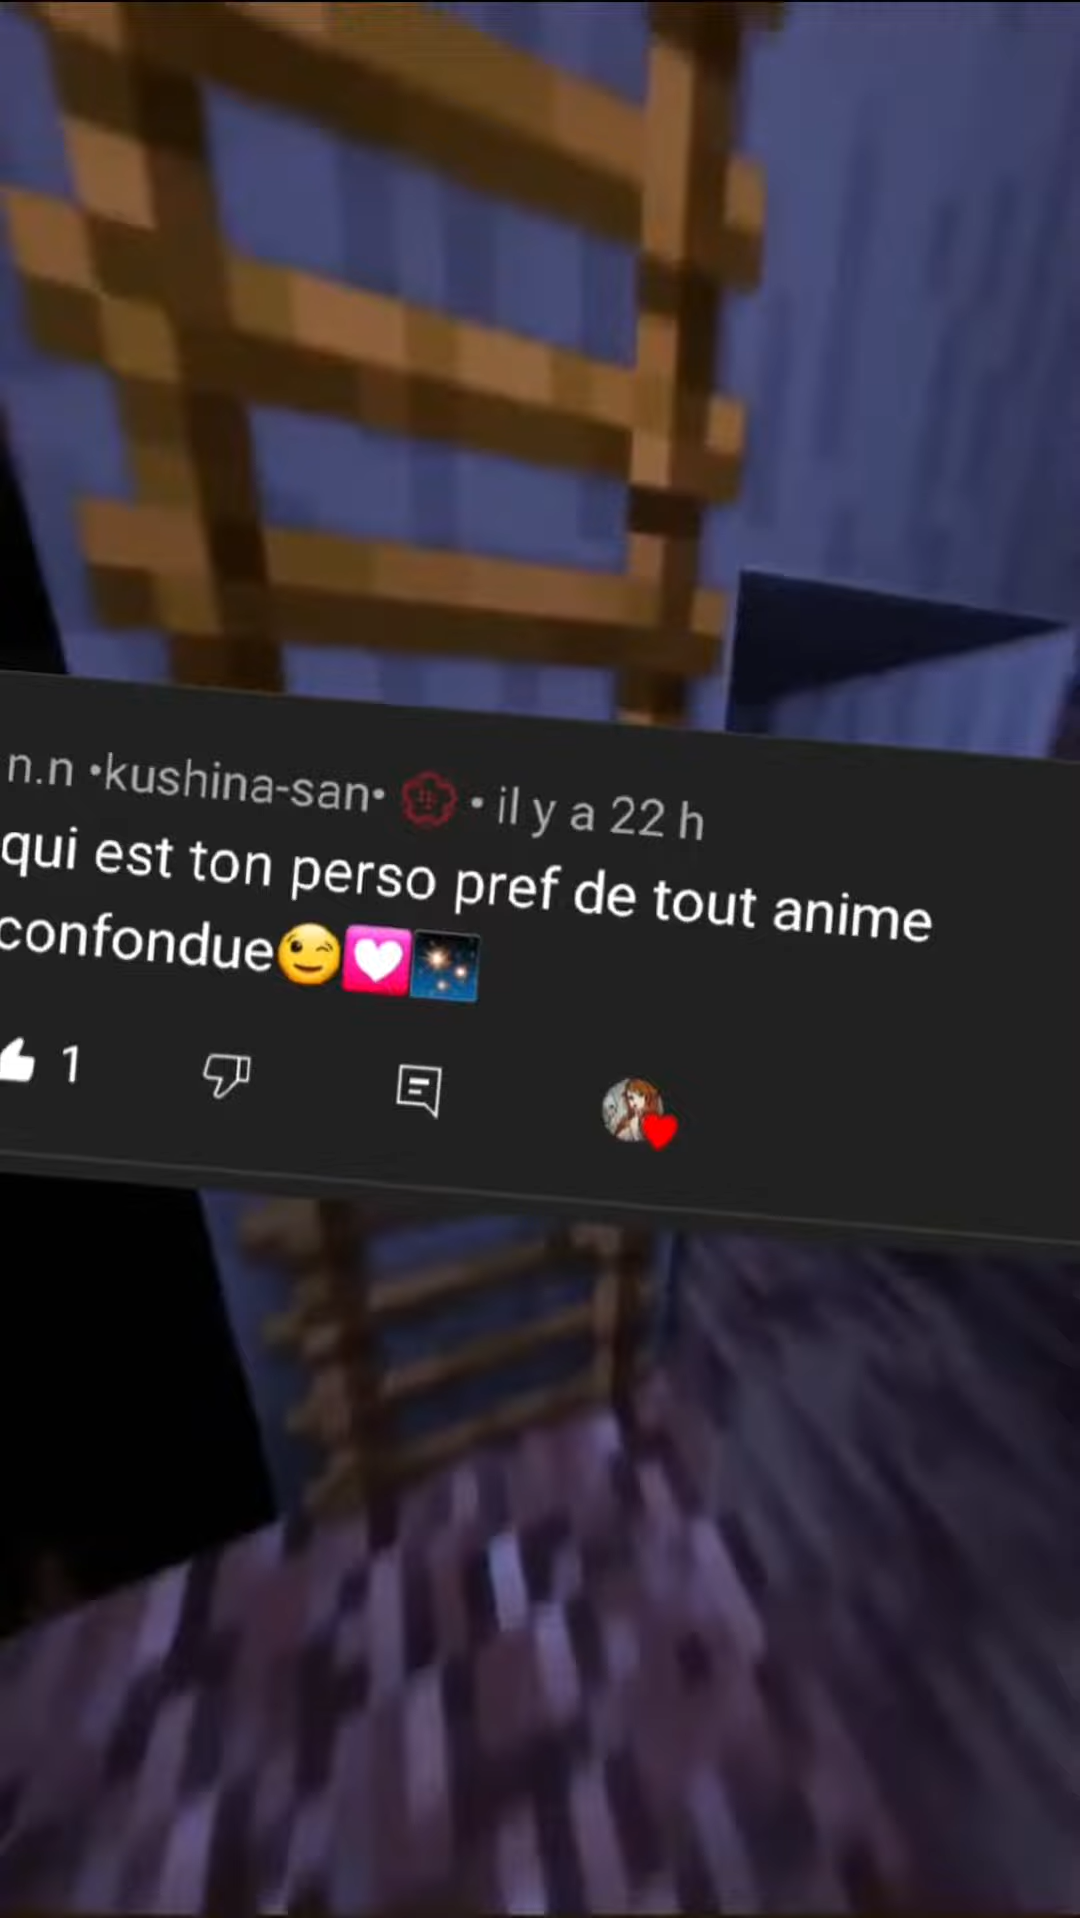 n.n •kushina-san• • il y a 22 h
qui est ton perso pref de tout anime
confondue😉💟🎇
1